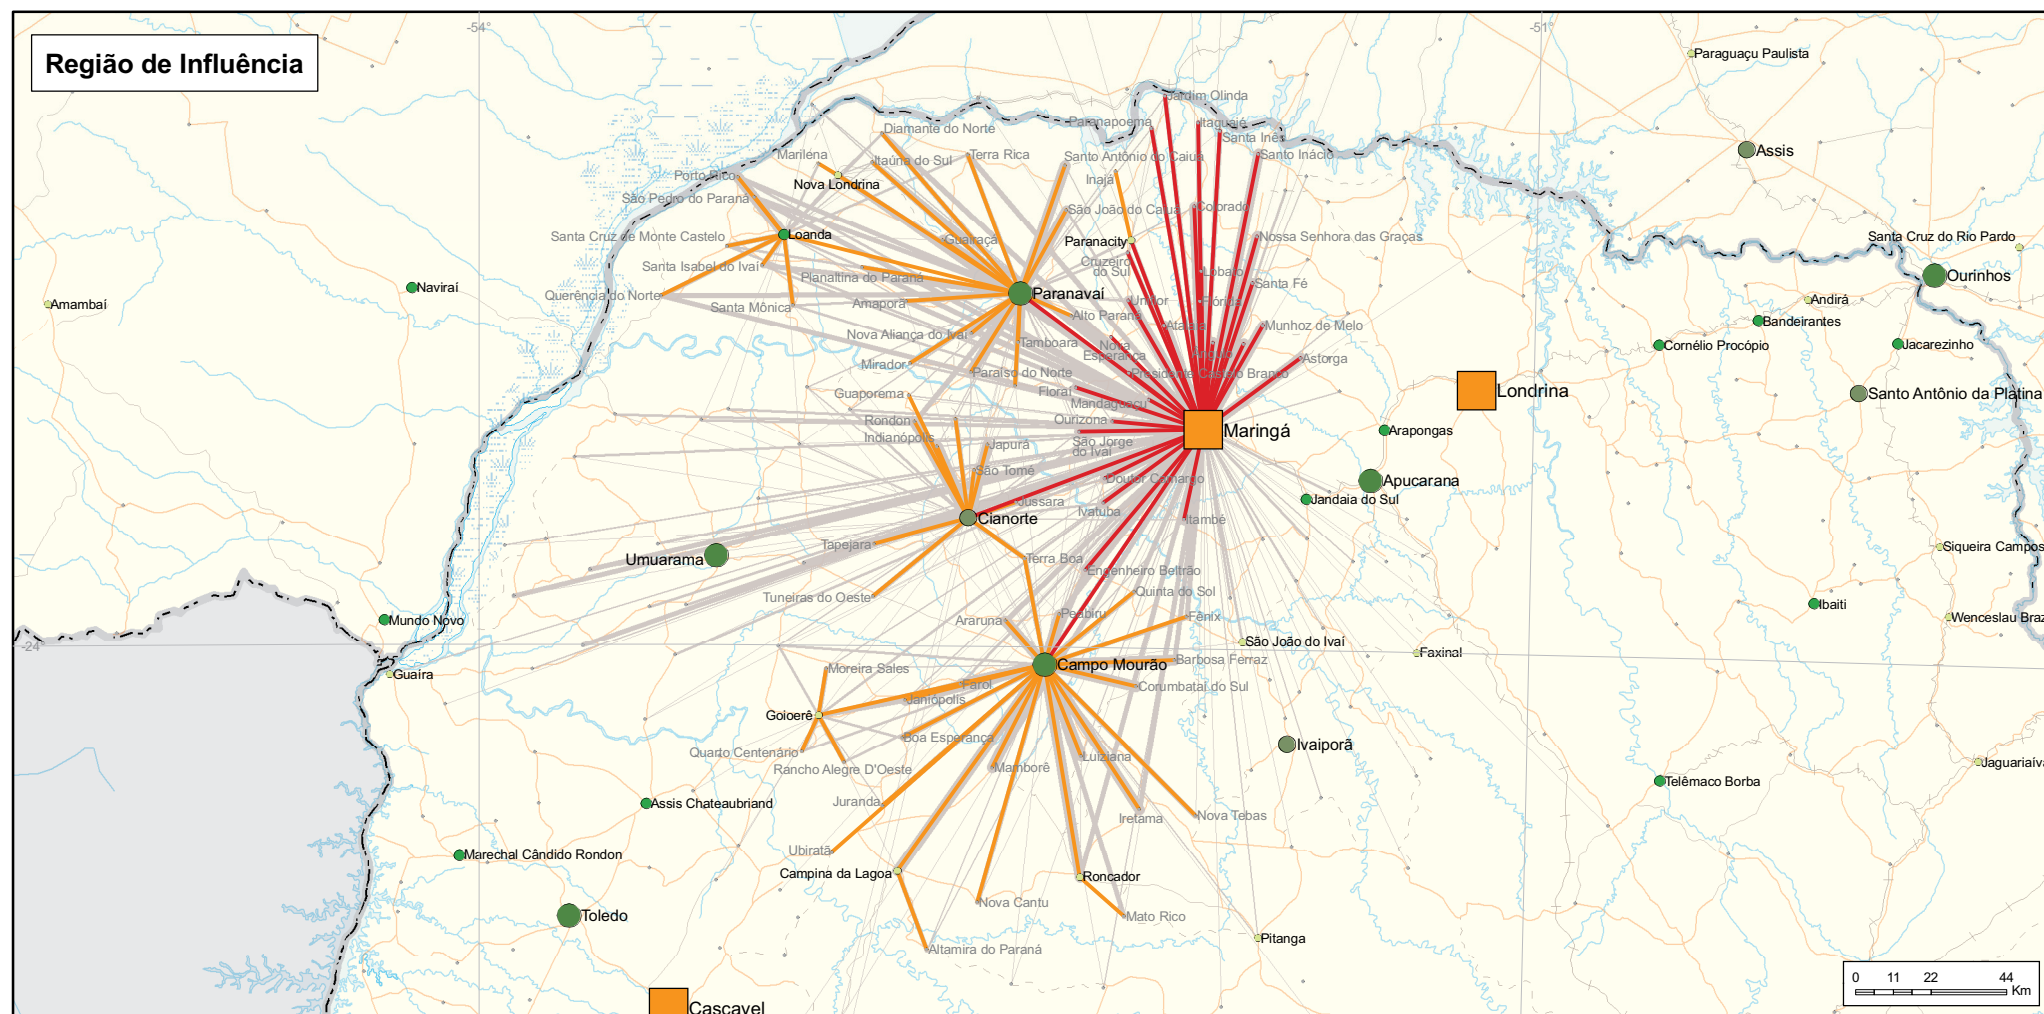 Região de Influência
-54°
-51°
Paraguaçu Paulista
Jardim Olinda
Paranapoema
Itaguajé
Santa Inês
Diamante do Norte
Santo Inácio
Assis
Marilena
Itaúna do Sul
Terra Rica
Santo Antônio do Caiuá
Porto Rico
Nova Londrina
Inajá
São Pedro do Paraná
São João do Caiuá
Colorado
Santa Cruz de Monte Castelo
Loanda
Guairaçá
Paranacity
Nossa Senhora das Graças
Santa Cruz do Rio Pardo
Santa Isabel do Ivaí
Planaltina do Paraná
Cruzeiro
do Sul
Lobato
Ourinhos
Naviraí
Amambaí
Querência do Norte
Santa Mônica
Amaporã
Paranavaí
Uniflor
Flórida
Santa Fé
Andirá
Alto Paraná
Atalaia
Munhoz de Melo
Bandeirantes
Nova Aliança do Ivaí
Tamboara
Nova
Esperança
Ângulo
Astorga
Cornélio Procópio
Jacarezinho
Mirador
Paraíso do Norte
Presidente Castelo Branco
Guaporema
Floraí
Mandaguaçu
Londrina
Santo Antônio da Platina
Rondon
Ourizona
Maringá
Arapongas
Indianópolis
Japurá
São Jorge
do Ivaí
São Tomé
Doutor Camargo
Apucarana
Jussara
Ivatuba
Jandaia do Sul
Cianorte
Itambé
Tapejara
Umuarama
Terra Boa
Engenheiro Beltrão
Siqueira Campos
Tuneiras do Oeste
Quinta do Sol
Ibaiti
Mundo Novo
Araruna
Peabiru
Fênix
Wenceslau Braz
-24°
São João do Ivaí
Faxinal
Guaíra
Moreira Sales
Campo Mourão
Barbosa Ferraz
Farol
Corumbataí do Sul
Janiópolis
Goioerê
Boa Esperança
Quarto Centenário
Ivaiporã
Rancho Alegre D'Oeste
Mamborê
Luiziana
Jaguariaíva
Telêmaco Borba
Assis Chateaubriand
Juranda
Iretama
Nova Tebas
Ubiratã
Marechal Cândido Rondon
Campina da Lagoa
Roncador
Nova Cantu
Toledo
Mato Rico
Altamira do Paraná
Pitanga
Cascavel
0 11 22 44
Km